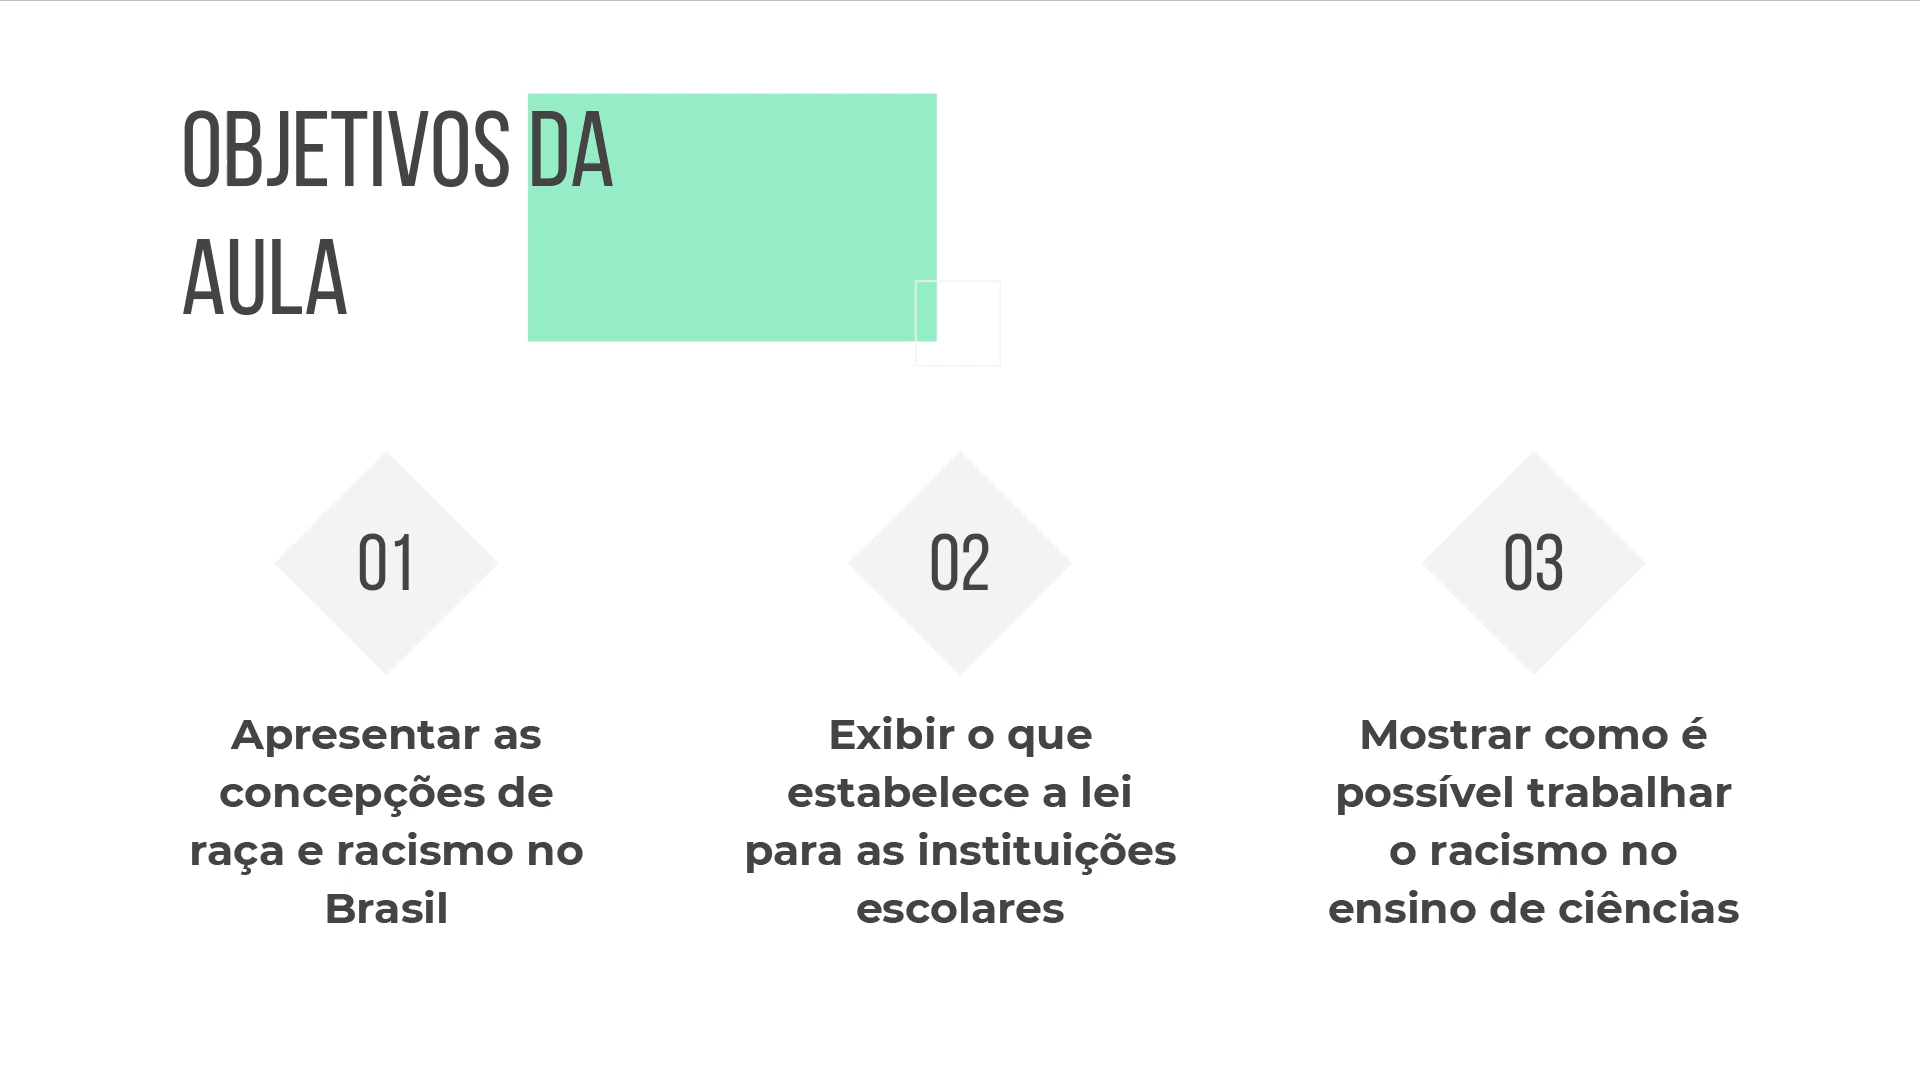 OBJETIVOS DA
AULA
01
Apresentar as
concepções de
raça e racismo no
Brasil
02
Exibir o que
estabelece a lei
para as instituições
escolares
03
Mostrar como é
possível trabalhar
o racismo no
ensino de ciências